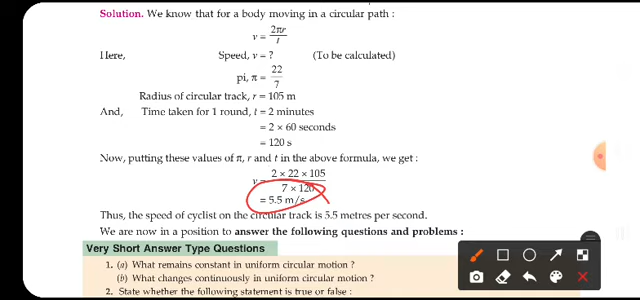 Solution. We know that for a body moving in a circular path :
v = 2πr / t
Here, Speed, v = ? (To be calculated)
pi, π = 22 / 7
Radius of circular track, r = 105 m
And, Time taken for 1 round, t = 2 minutes
= 2 × 60 seconds
= 120 s
Now, putting these values of π, r and t in the above formula, we get :
v = 2 × 22 × 105 / 7 × 120
= 5.5 m/s
Thus, the speed of cyclist on the circular track is 5.5 metres per second.
We are now in a position to answer the following questions and problems :
Very Short Answer Type Questions
1. (a) What remains constant in uniform circular motion ?
(b) What changes continuously in uniform circular motion ?
2. State whether the following statement is true or false :